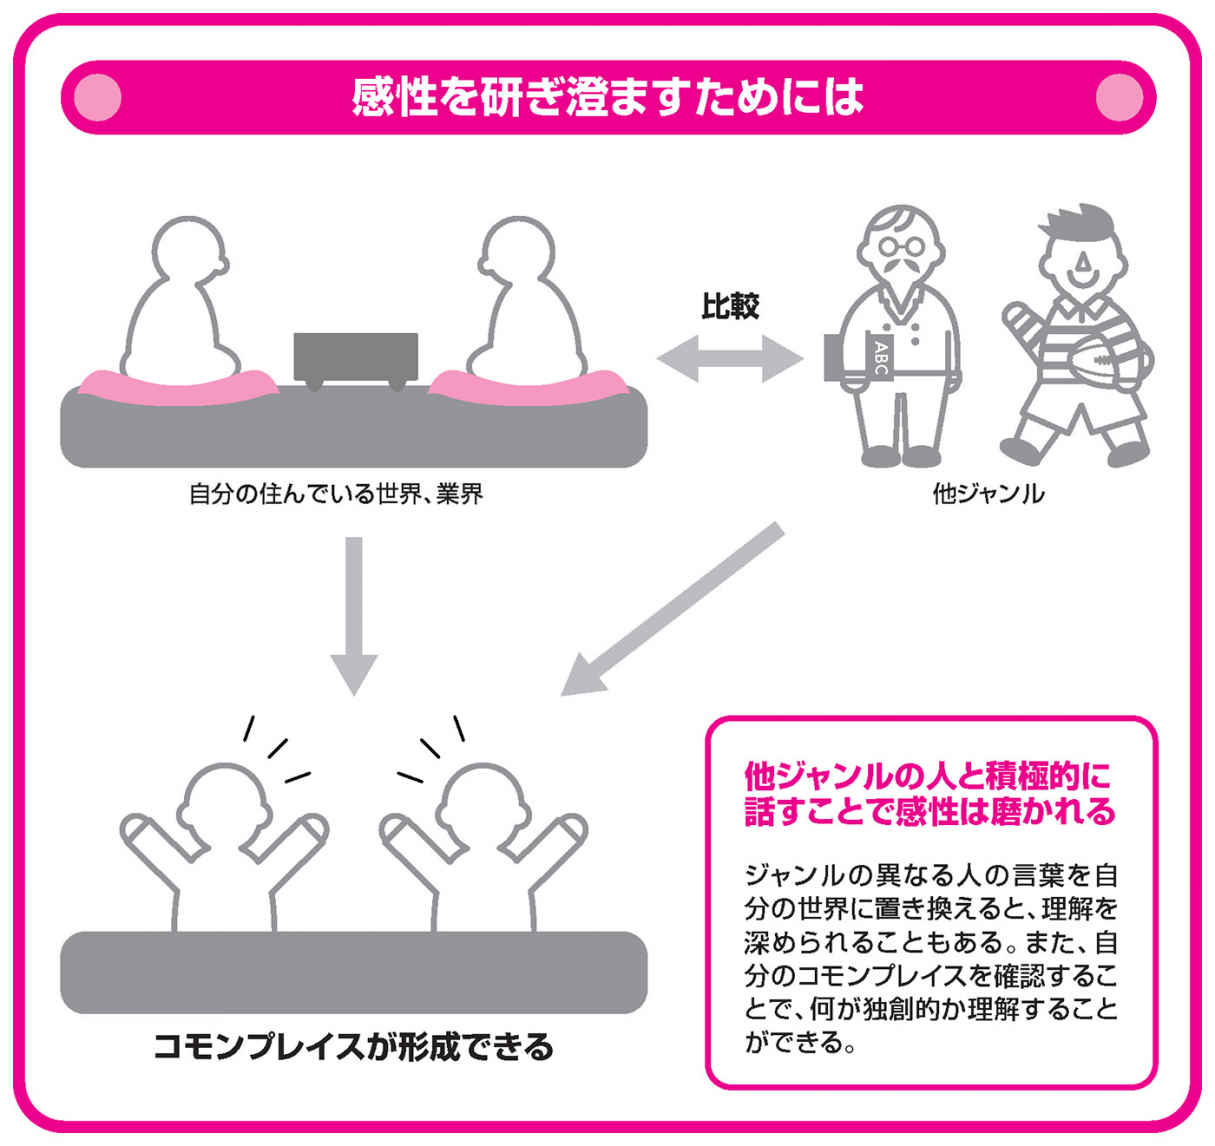 感性を研ぎ澄ますためには
比較
ABC
自分の住んでいる世界、業界
他ジャンル
コモンプレイスが形成できる
他ジャンルの人と積極的に
話すことで感性は磨かれる
ジャンルの異なる人の言葉を自
分の世界に置き換えると、理解を
深められることもある。また、自
分のコモンプレイスを確認するこ
とで、何が独創的か理解すること
ができる。